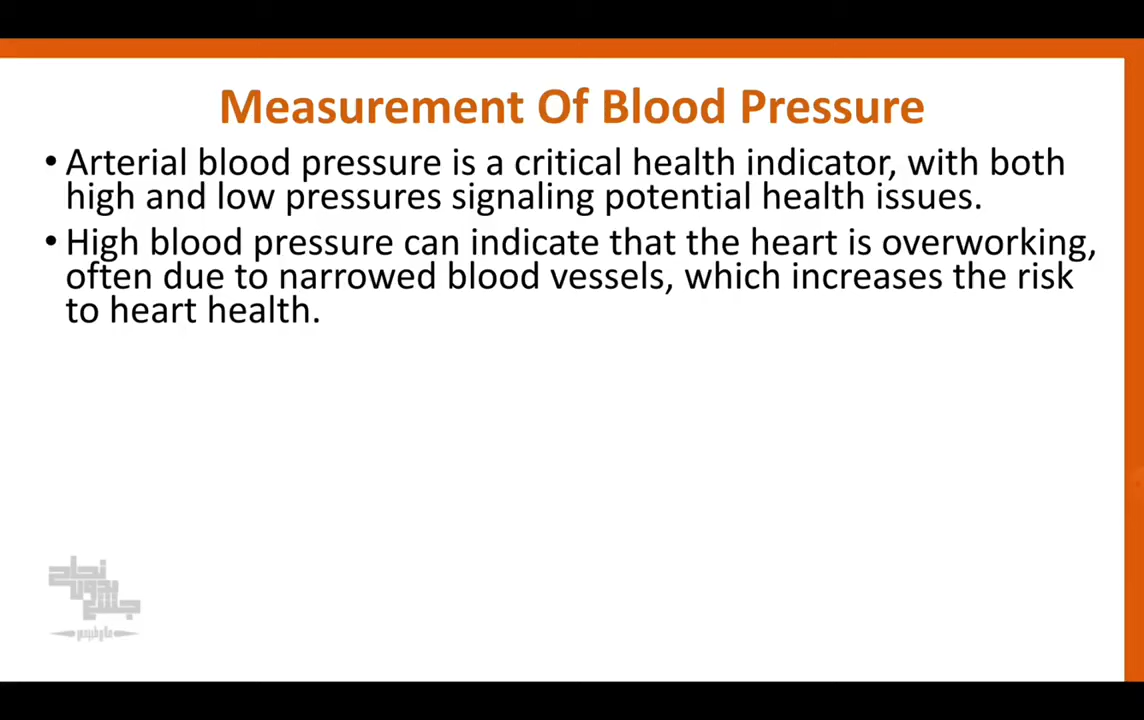 Measurement Of Blood Pressure
• Arterial blood pressure is a critical health indicator, with both
high and low pressures signaling potential health issues.
• High blood pressure can indicate that the heart is overworking,
often due to narrowed blood vessels, which increases the risk
to heart health.
نجاح
بدون